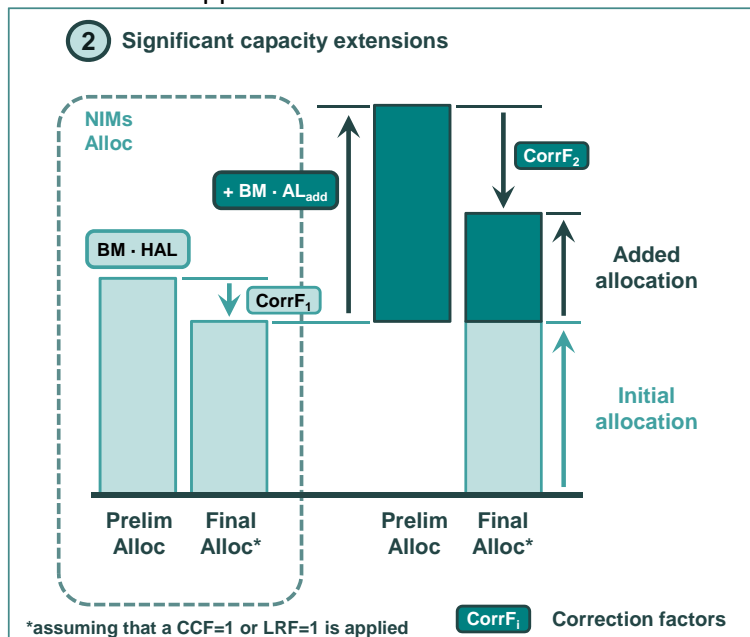 2 Significant capacity extensions
NIMs
Alloc
CorrF2
+ BM · ALadd
BM · HAL
CorrF1
Added
allocation
Initial
allocation
Prelim
Alloc
Final
Alloc*
Prelim
Alloc
Final
Alloc*
*assuming that a CCF=1 or LRF=1 is applied
CorrFi Correction factors